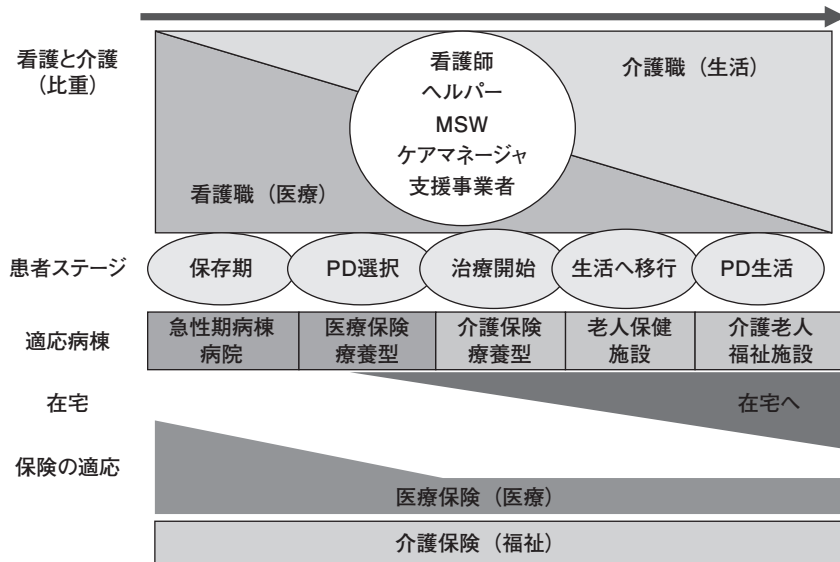 看護と介護
(比重)
看護師
ヘルパー
MSW
ケアマネージャ
支援事業者
介護職（生活）
看護職（医療）
患者ステージ
保存期
PD選択
治療開始
生活へ移行
PD生活
適応病棟
急性期病棟
病院
医療保険
療養型
介護保険
療養型
老人保健
施設
介護老人
福祉施設
在宅
在宅へ
保険の適応
医療保険（医療）
介護保険（福祉）